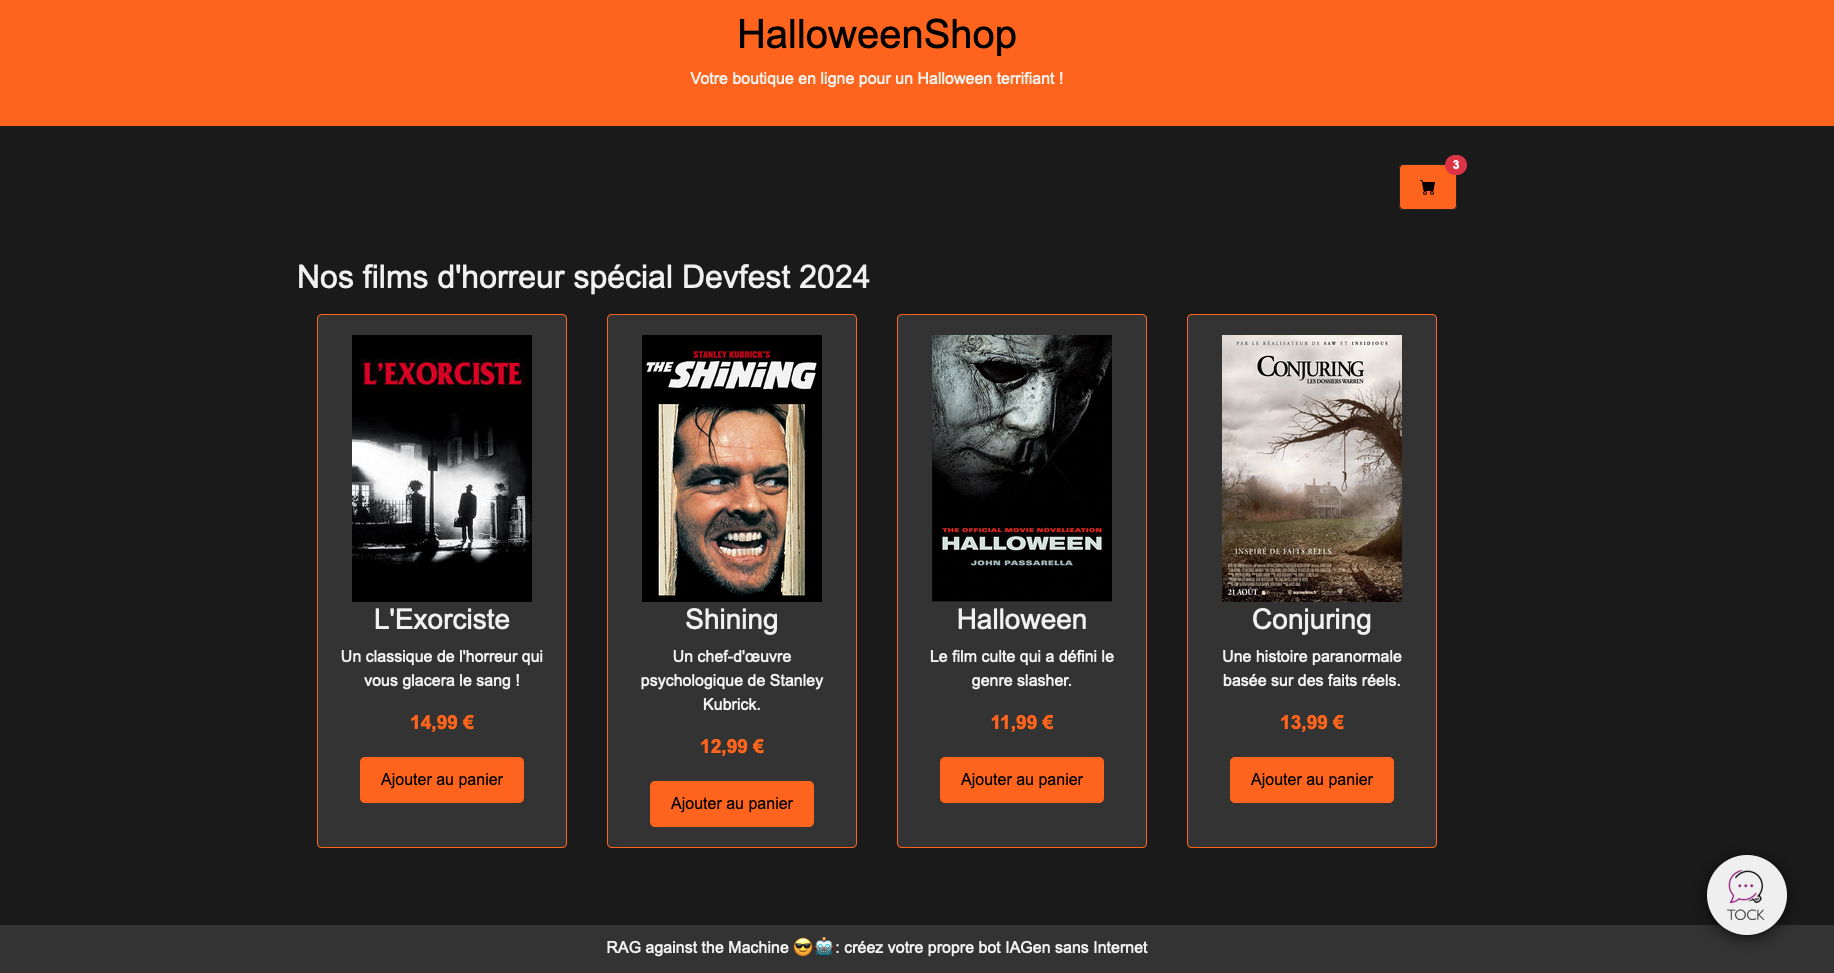 HalloweenShop
Votre boutique en ligne pour un Halloween terrifiant !
3
Nos films d'horreur spécial Devfest 2024
L'EXORCISTE
L'Exorciste
Un classique de l'horreur qui
vous glacera le sang !
14,99 €
Ajouter au panier
STANLEY KUBRICK'S
THE SHiNiNG
Shining
Un chef-d'œuvre
psychologique de Stanley
Kubrick.
12,99 €
Ajouter au panier
THE OFFICIAL MOVIE NOVELIZATION
HALLOWEEN
JOHN PASSARELLA
Halloween
Le film culte qui a défini le
genre slasher.
11,99 €
Ajouter au panier
PAR LE RÉALISATEUR DE SAW ET INSIDIOUS
CONJURING
LES DOSSIERS WARREN
INSPIRÉ DE FAITS RÉELS
21 AOÛT
Conjuring
Une histoire paranormale
basée sur des faits réels.
13,99 €
Ajouter au panier
TOCK
RAG against the Machine 😎🤖: créez votre propre bot IAGen sans Internet